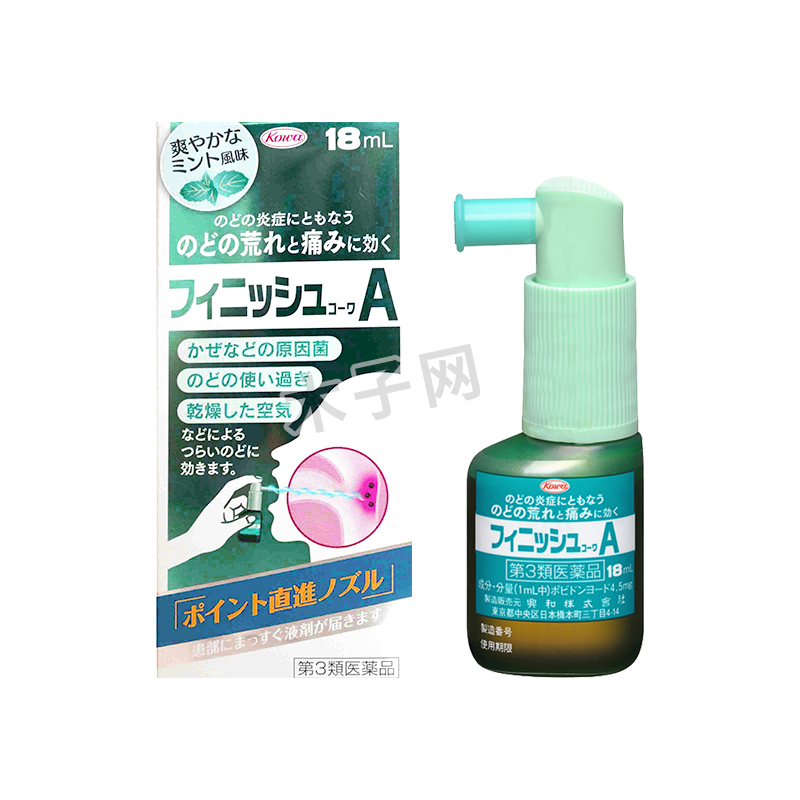 爽やかな
ミント風味
Kowa
18mL
のどの炎症にともなう
のどの荒れと痛みに効く
フィニッシュコーワA
かぜなどの原因菌
のどの使い過ぎ
乾燥した空気
などによる
つらいのどに
効きます。
「ポイント直進ノズル」
患部にまっすぐ液剤が届きます
第3類医薬品
木子网
Kowa
のどの炎症にともなう
のどの荒れと痛みに効く
フィニッシュコーワA
第3類医薬品 18mL
成分・分量(1mL中)ポビドンヨード4.5mg
製造販売元 興和株式会社
東京都中央区日本橋本町三丁目4-14
製造番号
使用期限